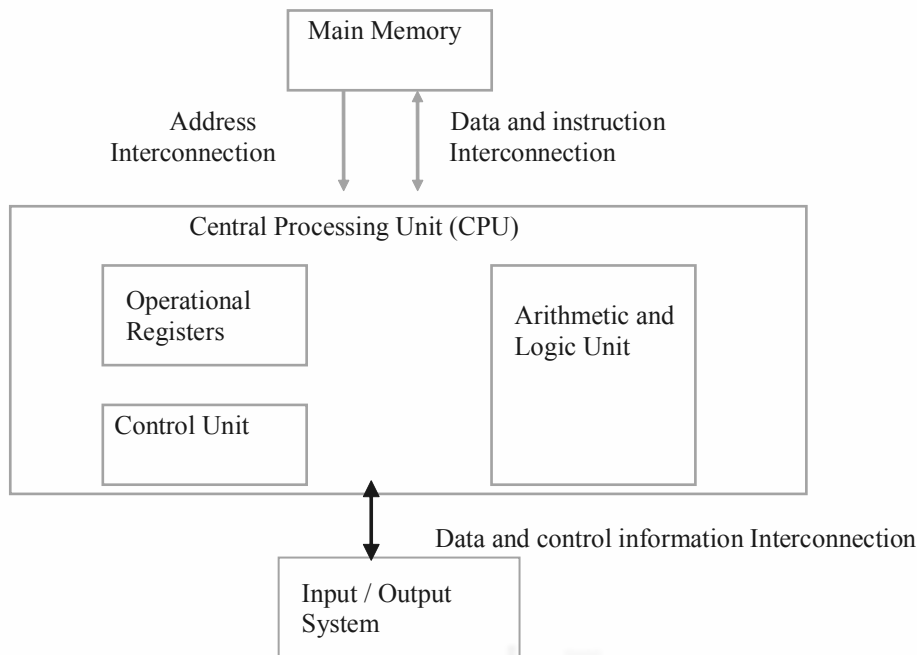 Main Memory
Address
Interconnection
Data and instruction
Interconnection
Central Processing Unit (CPU)
Operational
Registers
Arithmetic and
Logic Unit
Control Unit
Data and control information Interconnection
Input / Output
System